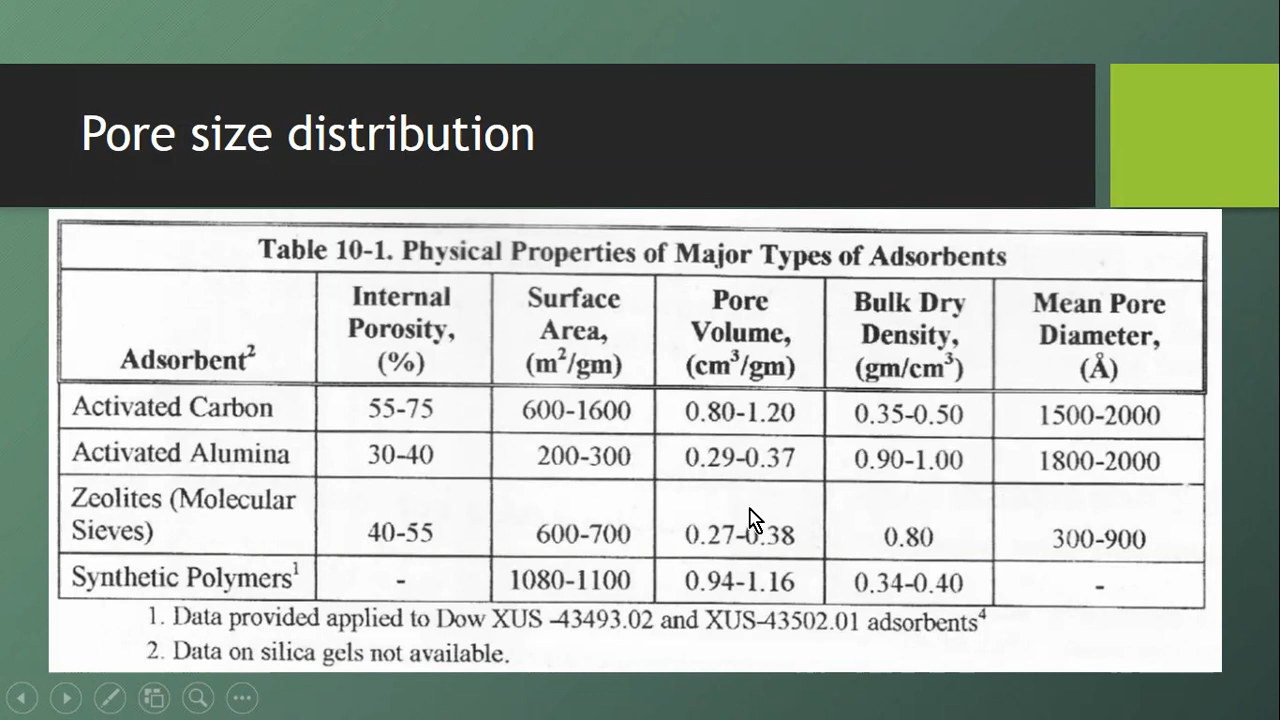 Pore size distribution
Table 10-1. Physical Properties of Major Types of Adsorbents
Adsorbent² Internal Porosity, (%) Surface Area, (m²/gm) Pore Volume, (cm³/gm) Bulk Dry Density, (gm/cm³) Mean Pore Diameter, (Å)
Activated Carbon 55-75 600-1600 0.80-1.20 0.35-0.50 1500-2000
Activated Alumina 30-40 200-300 0.29-0.37 0.90-1.00 1800-2000
Zeolites (Molecular
Sieves) 40-55 600-700 0.27-0.38 0.80 300-900
Synthetic Polymers¹ - 1080-1100 0.94-1.16 0.34-0.40 -
1. Data provided applied to Dow XUS -43493.02 and XUS-43502.01 adsorbents⁴
2. Data on silica gels not available.